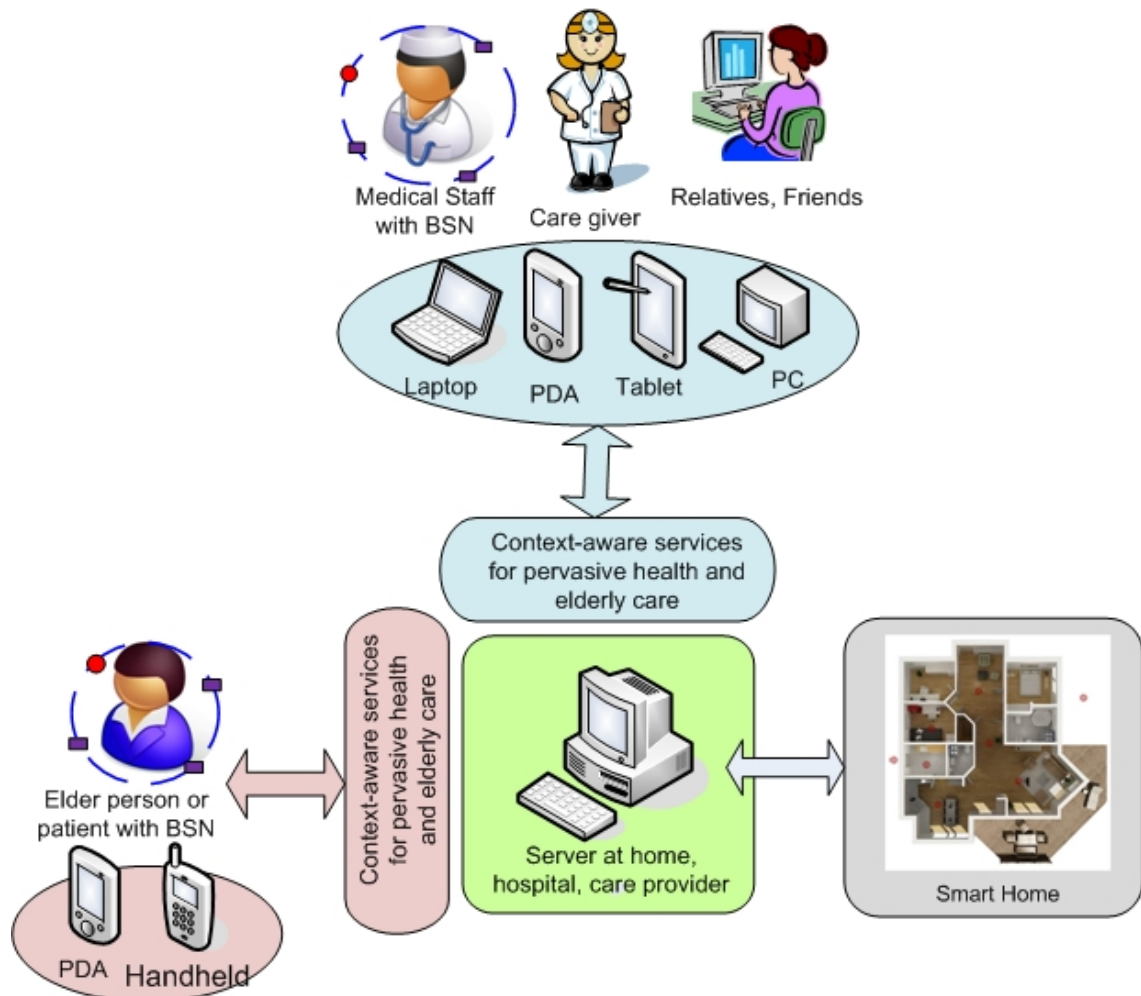 Medical Staff
with BSN
Care giver
Relatives, Friends
Laptop
PDA
Tablet
PC
Context-aware services
for pervasive health and
elderly care
Context-aware services
for pervasive health
and elderly care
Elder person or
patient with BSN
PDA
Handheld
Server at home,
hospital, care provider
Smart Home